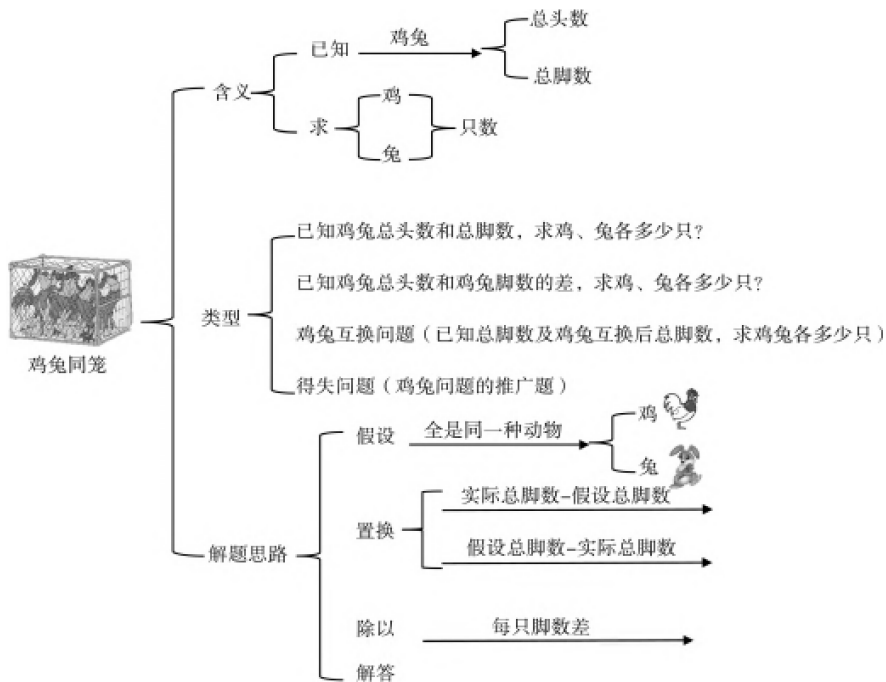 总头数
已知
鸡兔
总脚数
含义
求
鸡
兔
只数
鸡兔同笼
类型
已知鸡兔总头数和总脚数，求鸡、兔各多少只？
已知鸡兔总头数和鸡兔脚数的差，求鸡、兔各多少只？
鸡兔互换问题（已知总脚数及鸡兔互换后总脚数，求鸡兔各多少只）
得失问题（鸡兔问题的推广题）
解题思路
假设
全是同一种动物
鸡
兔
置换
实际总脚数-假设总脚数
假设总脚数-实际总脚数
除以
每只脚数差
解答